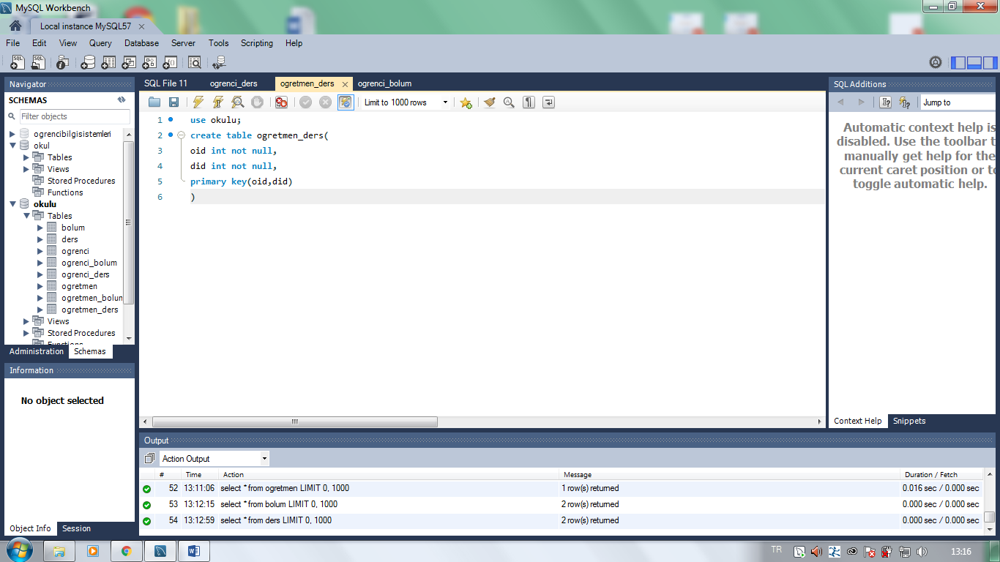 MySQL Workbench
Local instance MySQL57
File Edit View Query Database Server Tools Scripting Help
Navigator
SCHEMAS
Filter objects
ogrencibilgisistemleri
okul
Tables
Views
Stored Procedures
Functions
okulu
Tables
bolum
ders
ogrenci
ogrenci_bolum
ogrenci_ders
ogretmen
ogretmen_bolum
ogretmen_ders
Views
Stored Procedures
Functions
Administration Schemas
Information
No object selected
Object Info Session
SQL File 11 ogrenci_ders ogretmen_ders ogrenci_bolum
Limit to 1000 rows
1 use okulu;
2 create table ogretmen_ders(
3 oid int not null,
4 did int not null,
5 primary key(oid,did)
6 )
SQL Additions
Jump to
Automatic context help is
disabled. Use the toolbar t
manually get help for the
current caret position or to
toggle automatic help.
Context Help Snippets
Output
Action Output
# Time Action Message Duration / Fetch
52 13:11:06 select * from ogretmen LIMIT 0, 1000 1 row(s) returned 0.016 sec / 0.000 sec
53 13:12:15 select * from bolum LIMIT 0, 1000 2 row(s) returned 0.000 sec / 0.000 sec
54 13:12:59 select * from ders LIMIT 0, 1000 2 row(s) returned 0.000 sec / 0.000 sec
TR 13:16